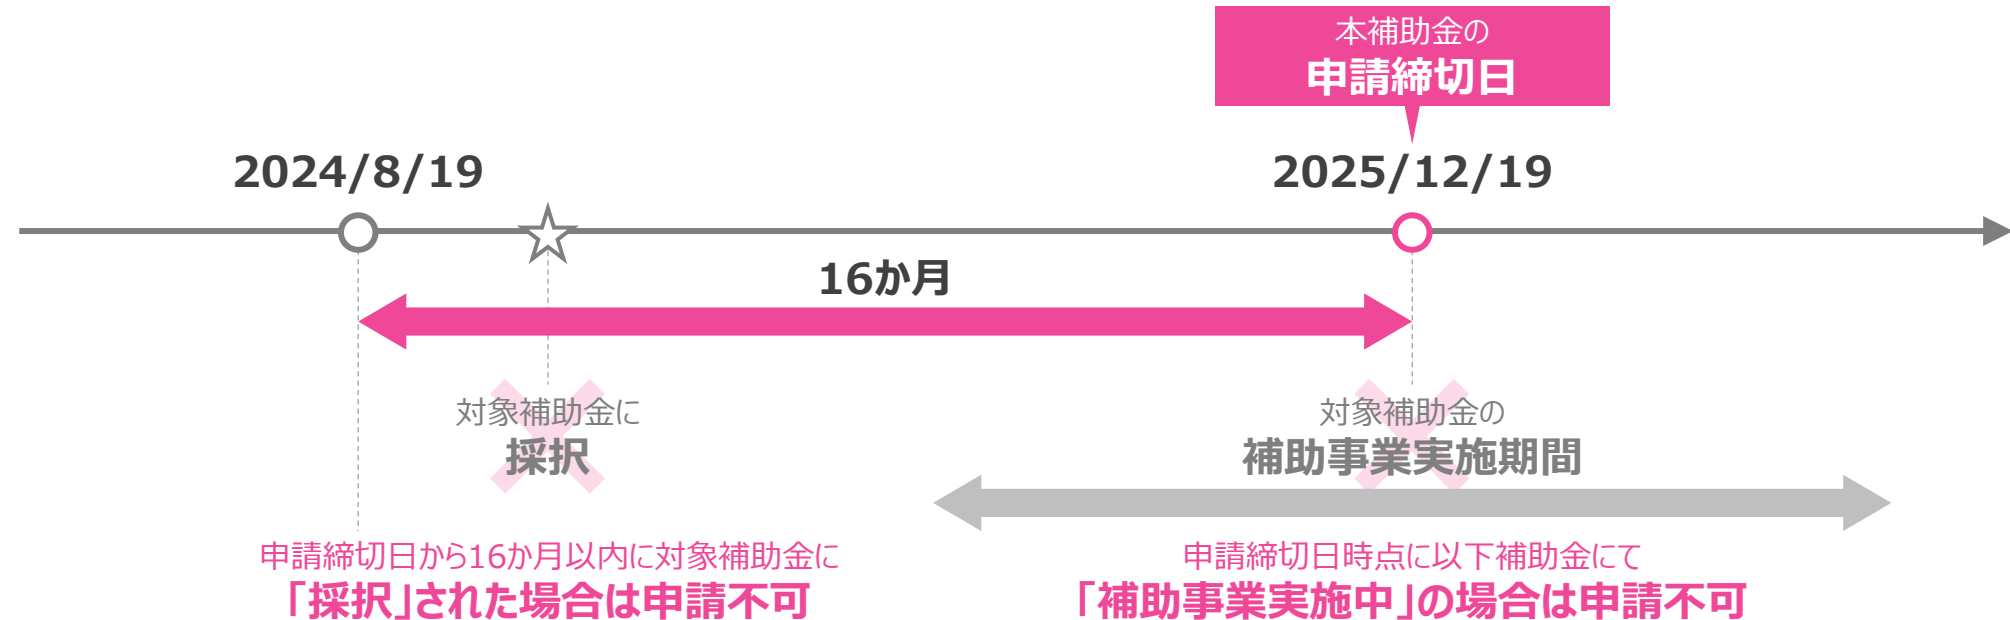 本補助金の
申請締切日
2024/8/19
2025/12/19
16か月
対象補助金に
採択
対象補助金の
補助事業実施期間
申請締切日から16か月以内に対象補助金に
「採択」された場合は申請不可
申請締切日時点に以下補助金にて
「補助事業実施中」の場合は申請不可